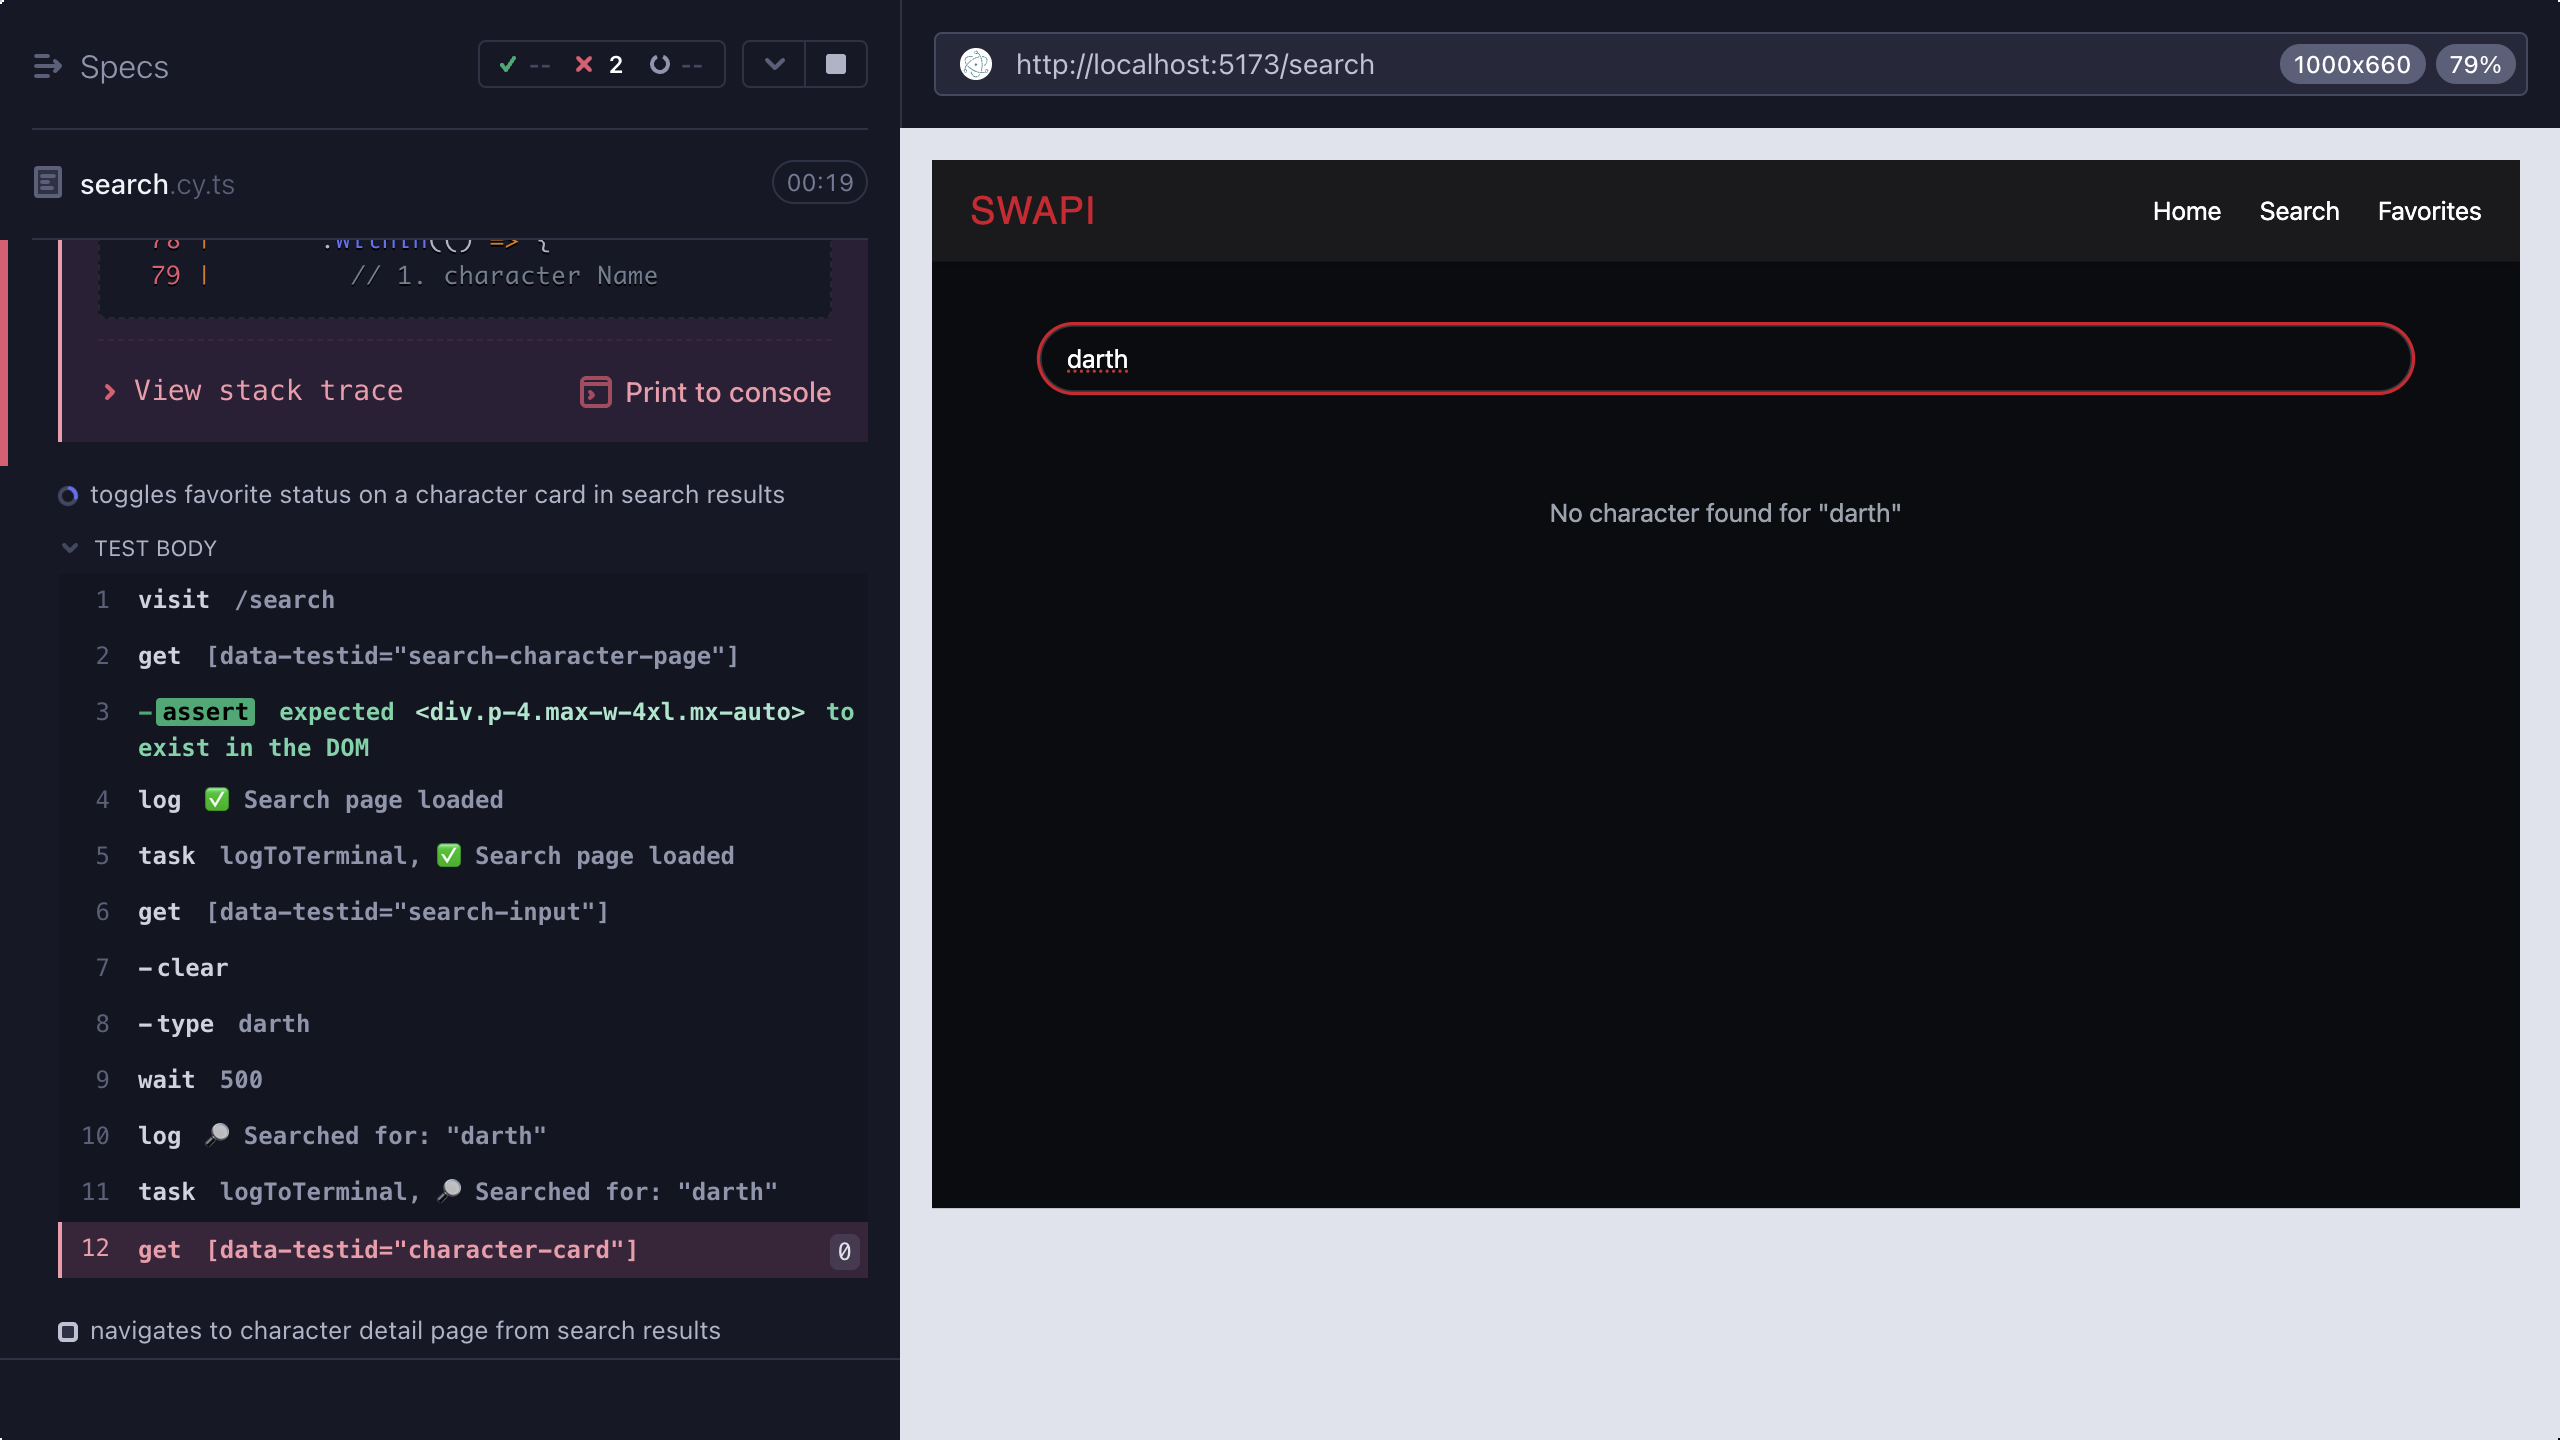 Specs
-- 2 --
search.cy.ts
00:19
78 | .within(() => {
79 | // 1. character Name
View stack trace
Print to console
toggles favorite status on a character card in search results
TEST BODY
1 visit /search
2 get [data-testid="search-character-page"]
3 -assert expected <div.p-4.max-w-4xl.mx-auto> to
exist in the DOM
4 log ✅ Search page loaded
5 task logToTerminal, ✅ Search page loaded
6 get [data-testid="search-input"]
7 -clear
8 -type darth
9 wait 500
10 log 🔎 Searched for: "darth"
11 task logToTerminal, 🔎 Searched for: "darth"
12 get [data-testid="character-card"] 0
navigates to character detail page from search results
http://localhost:5173/search
1000x660
79%
SWAPI
Home Search Favorites
darth
No character found for "darth"